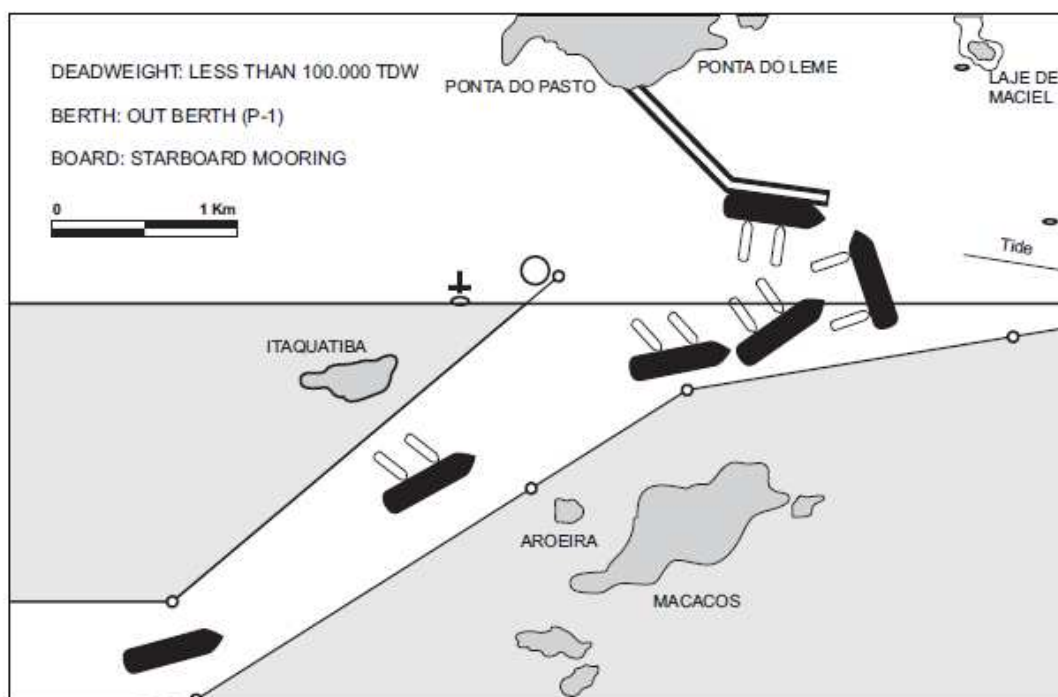 DEADWEIGHT: LESS THAN 100.000 TDW
BERTH: OUT BERTH (P-1)
BOARD: STARBOARD MOORING
0 1 Km
PONTA DO PASTO
PONTA DO LEME
LAJE DE
MACIEL
Tide
ITAQUATIBA
AROEIRA
MACACOS